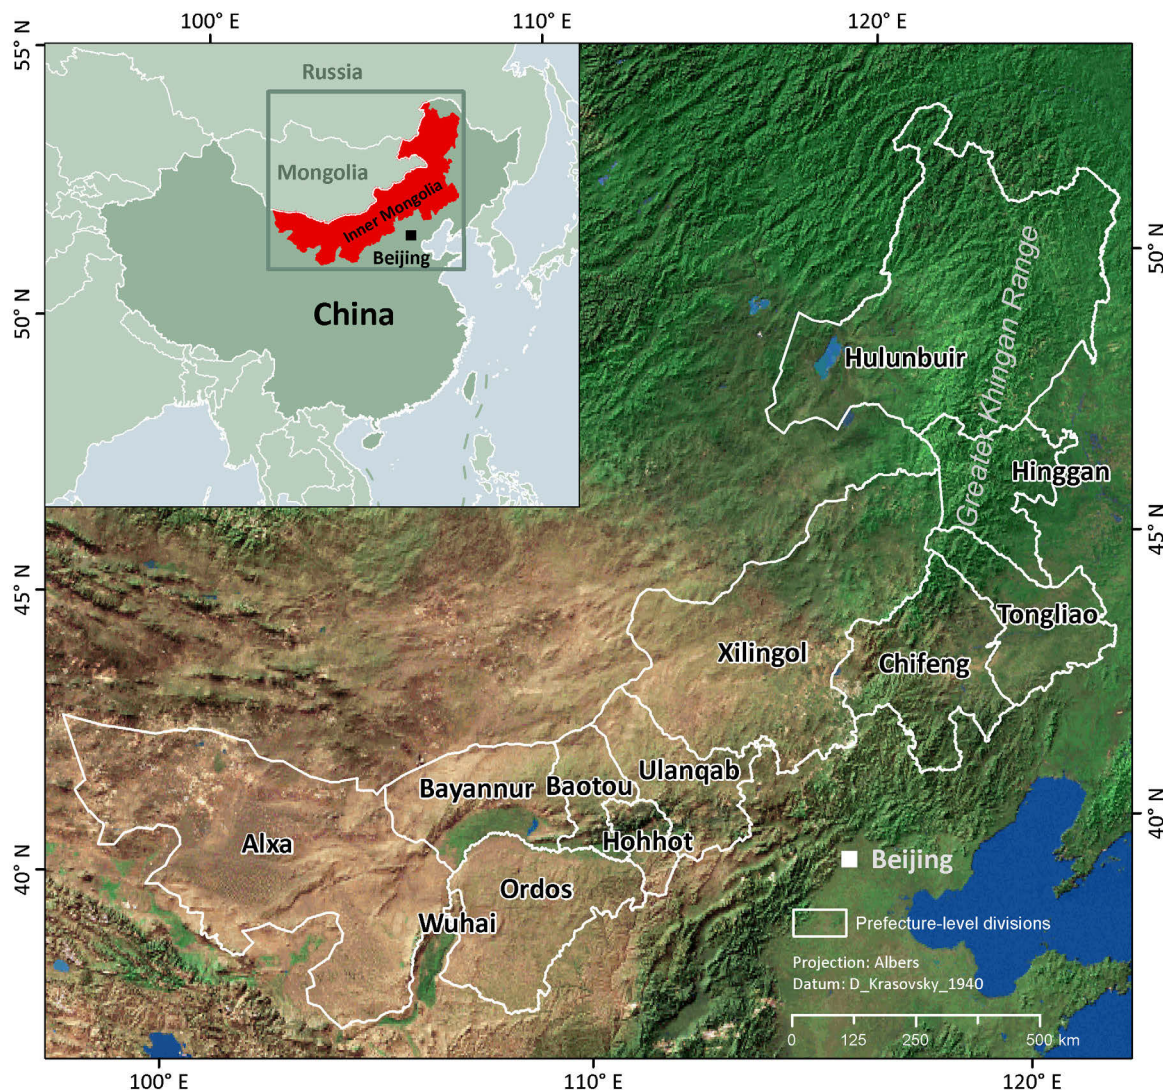 100° E
110° E
120° E
55° N
Russia
Mongolia
Inner Mongolia
Beijing
China
50° N
50° N
Greater Khingan Range
Hulunbuir
Hinggan
45° N
45° N
Tongliao
Xilingol
Chifeng
Ulanqab
Bayannur
Baotou
40° N
Hohhot
Alxa
Beijing
40° N
Ordos
Wuhai
Prefecture-level divisions
Projection: Albers
Datum: D_Krasovsky_1940
0 125 250 500 km
100° E
110° E
120° E